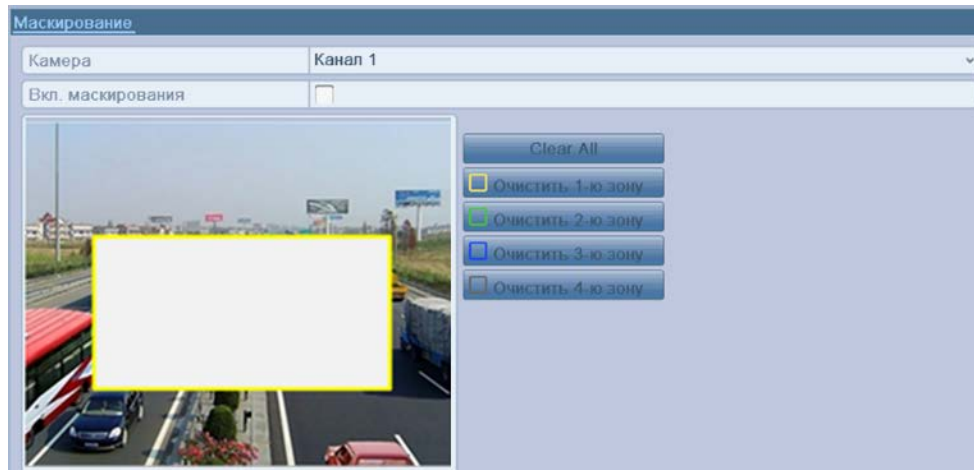 Маскирование
Камера
Канал 1
Вкл. маскирования
Clear All
Очистить 1-ю зону
Очистить 2-ю зону
Очистить 3-ю зону
Очистить 4-ю зону